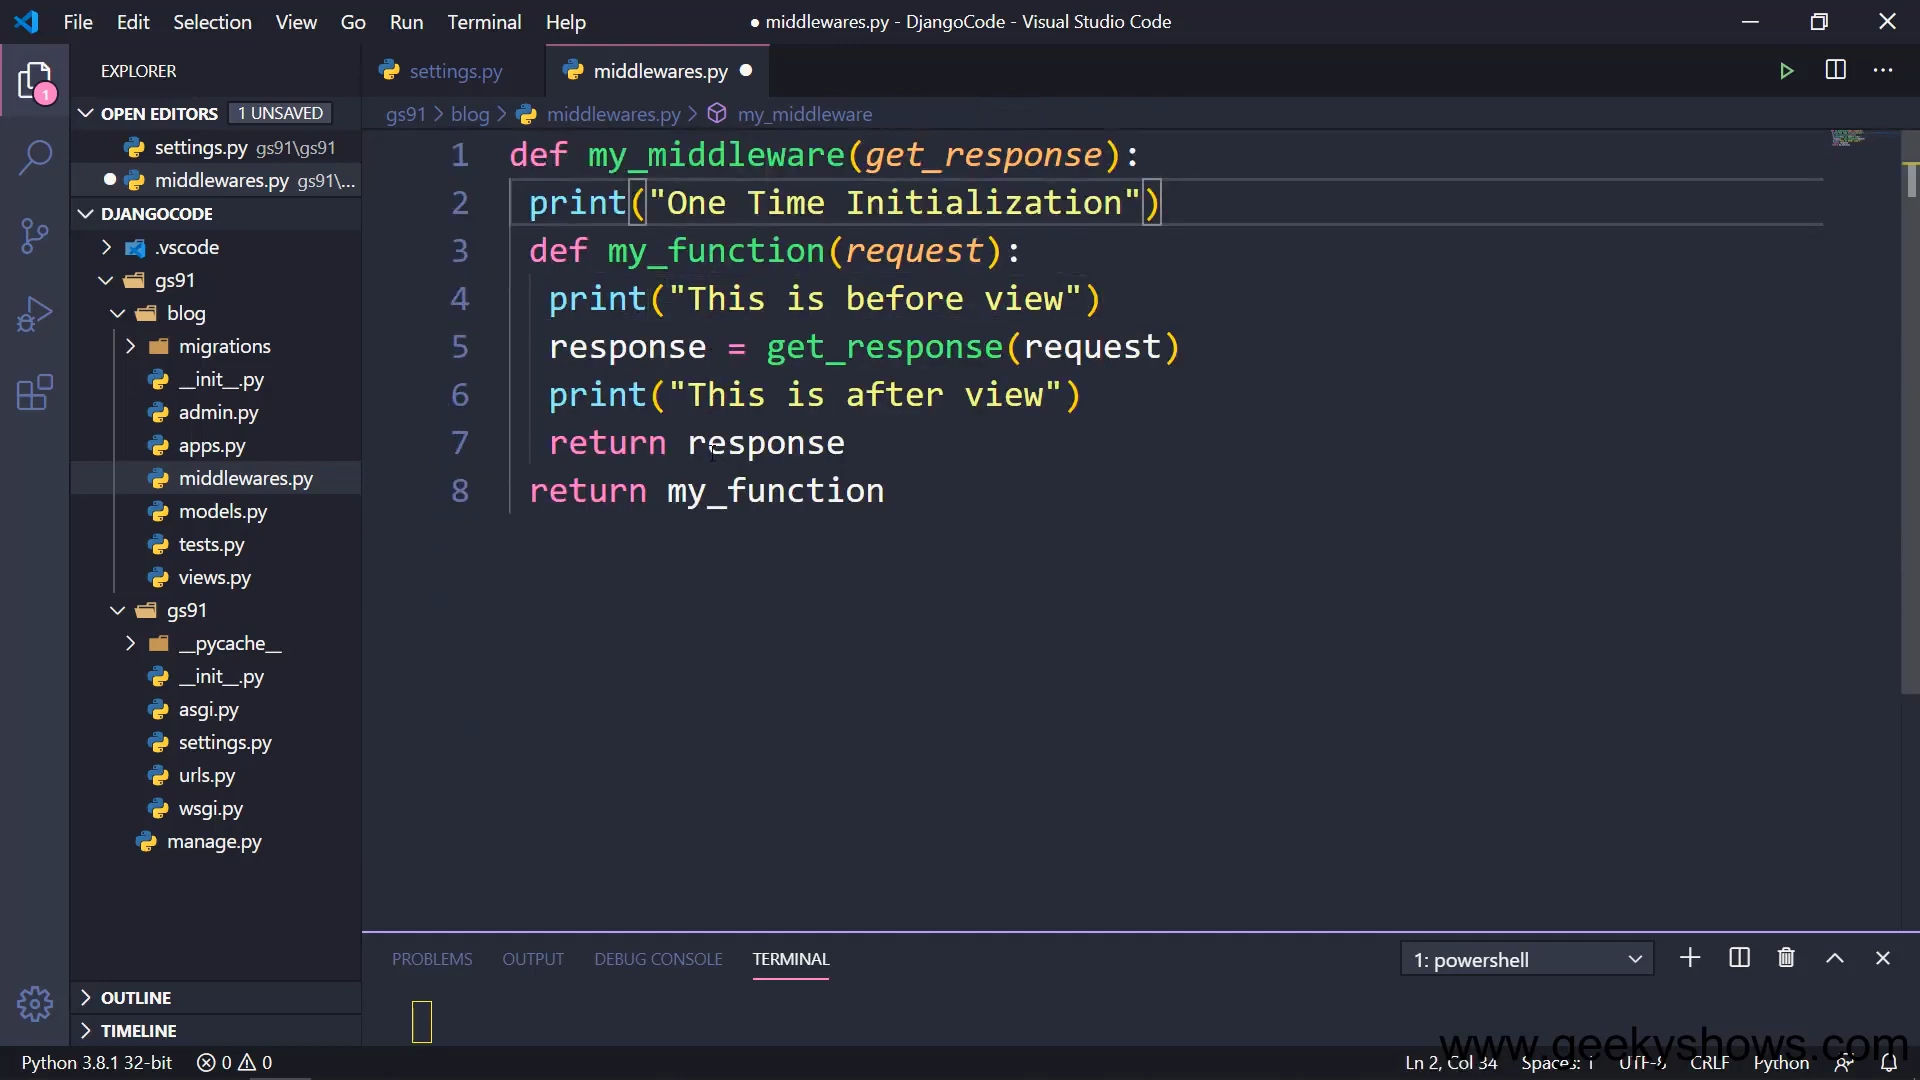 File Edit Selection View Go Run Terminal Help
● middlewares.py - DjangoCode - Visual Studio Code
EXPLORER
1
OPEN EDITORS 1 UNSAVED
settings.py gs91\gs91
● middlewares.py gs91\...
DJANGOCODE
.vscode
gs91
blog
migrations
__init__.py
admin.py
apps.py
middlewares.py
models.py
tests.py
views.py
gs91
__pycache__
__init__.py
asgi.py
settings.py
urls.py
wsgi.py
manage.py
OUTLINE
TIMELINE
settings.py
middlewares.py ●
gs91 > blog > middlewares.py > my_middleware
1 def my_middleware(get_response):
2 print("One Time Initialization")
3 def my_function(request):
4 print("This is before view")
5 response = get_response(request)
6 print("This is after view")
7 return response
8 return my_function
PROBLEMS OUTPUT DEBUG CONSOLE TERMINAL
1: powershell
www.geekyshows.com
Python 3.8.1 32-bit 0 0
Ln 2, Col 34 Spaces: 1 UTF-8 CRLF Python